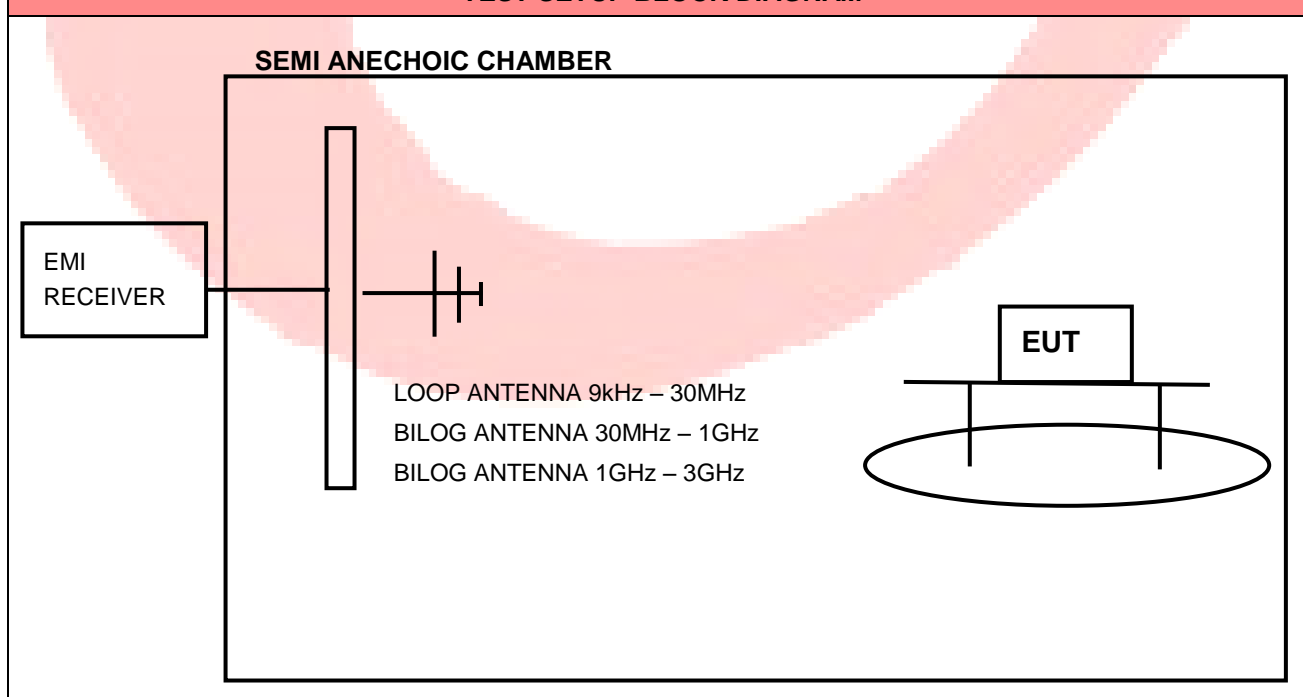 SEMI ANECHOIC CHAMBER
EMI
RECEIVER
EUT
LOOP ANTENNA 9kHz – 30MHz
BILOG ANTENNA 30MHz – 1GHz
BILOG ANTENNA 1GHz – 3GHz